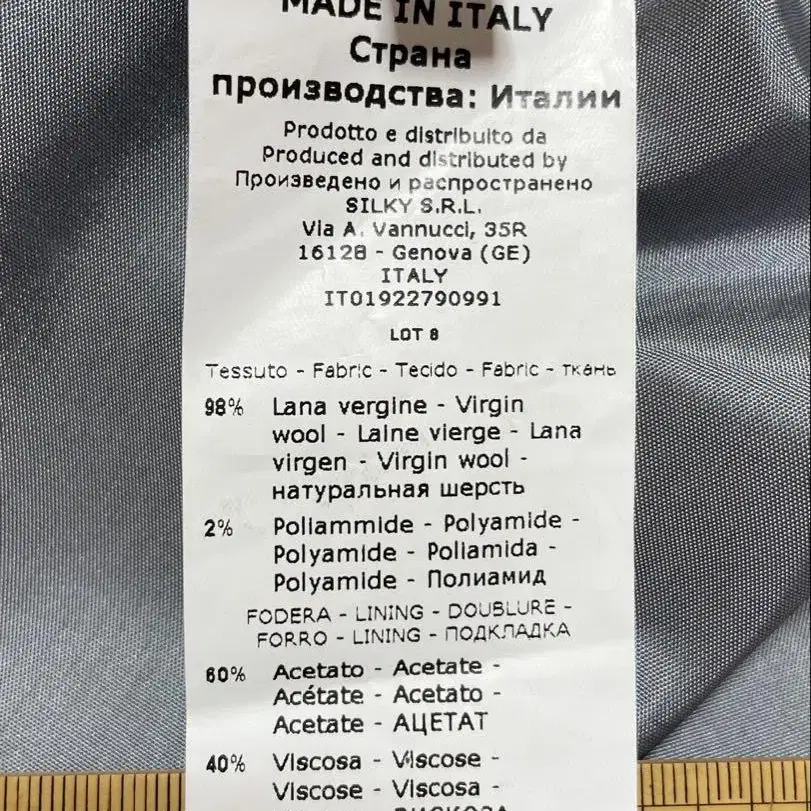 MADE IN ITALY
Страна
производства: Италии
Prodotto e distribuito da
Produced and distributed by
Произведено и распространено
SILKY S.R.L.
Via A. Vannucci, 35R
16128 - Genova (GE)
ITALY
IT01922790991
LOT 8
Tessuto - Fabric - Tecido - Fabric - ткань
98% Lana vergine - Virgin
wool - Laine vierge - Lana
virgen - Virgin wool -
натуральная шерсть
2% Poliammide - Polyamide -
Polyamide - Poliamida -
Polyamide - Полиамид
FODERA - LINING - DOUBLURE -
FORRO - LINING - ПОДКЛАДКА
60% Acetato - Acetate -
Acétate - Acetato -
Acetate - АЦЕТАТ
40% Viscosa - Viscose -
Viscose - Viscosa -